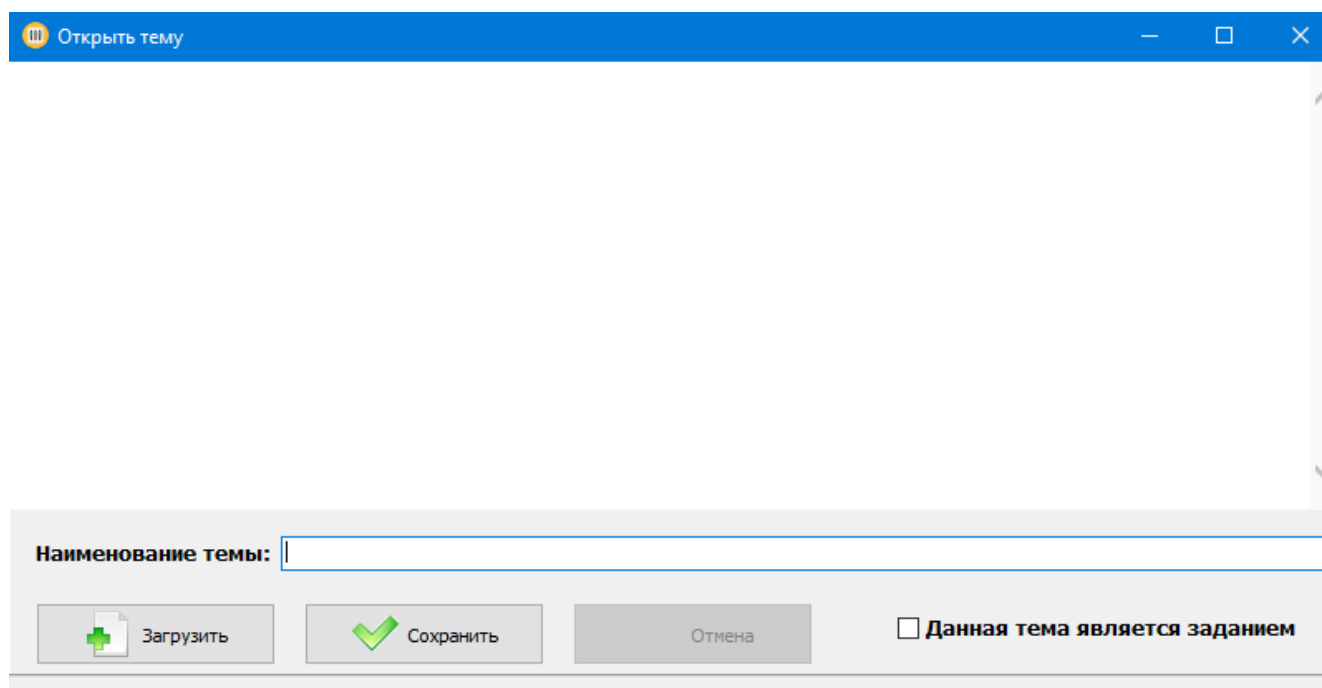 Открыть тему
Наименование темы:
Загрузить Сохранить Отмена Данная тема является заданием